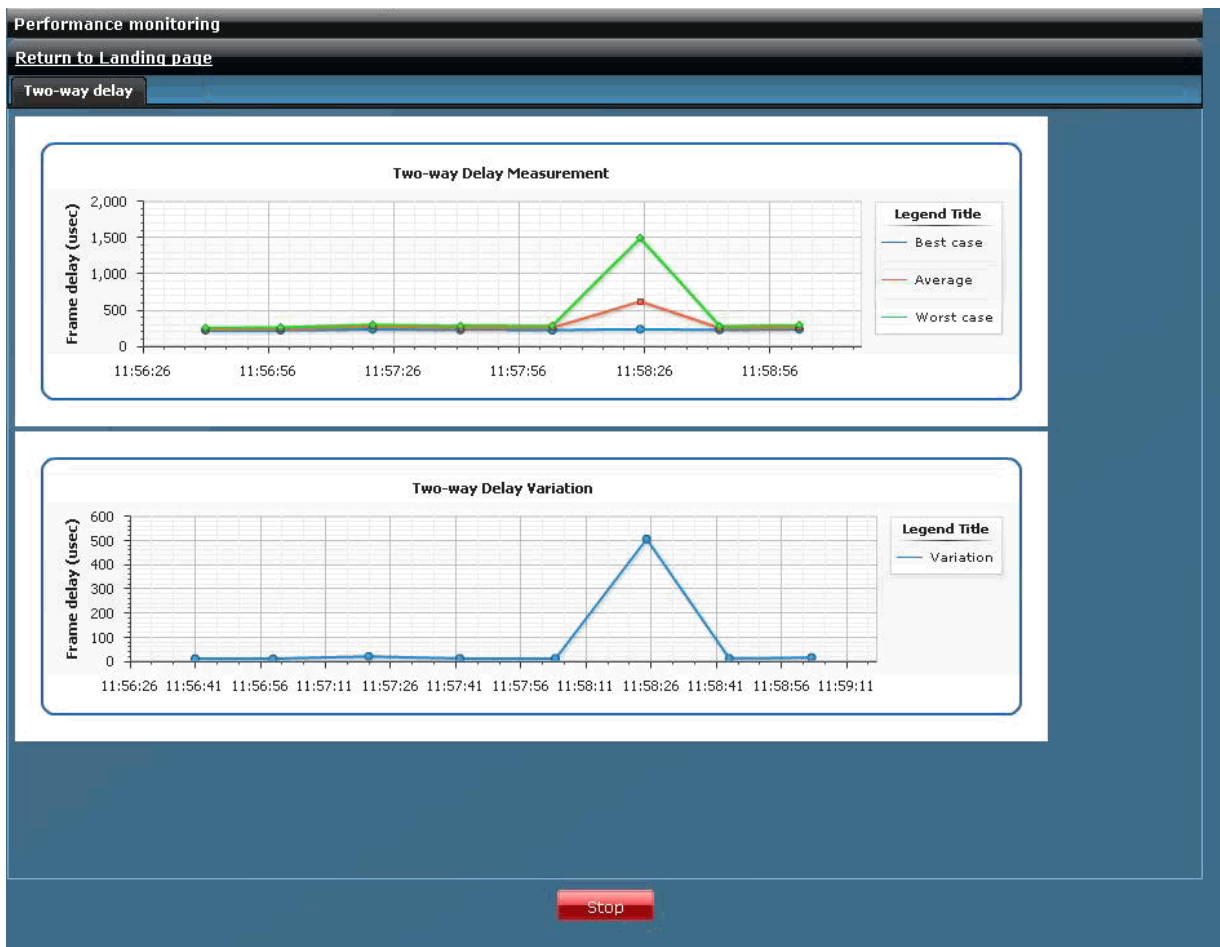 Performance monitoring
Return to Landing page
Two-way delay
Two-way Delay Measurement
Frame delay (usec)
2,000
1,500
1,000
500
0
11:56:26 11:56:56 11:57:26 11:57:56 11:58:26 11:58:56
Legend Title
Best case
Average
Worst case
Two-way Delay Variation
Frame delay (usec)
600
500
400
300
200
100
0
11:56:26 11:56:41 11:56:56 11:57:11 11:57:26 11:57:41 11:57:56 11:58:11 11:58:26 11:58:41 11:58:56 11:59:11
Legend Title
Variation
Stop